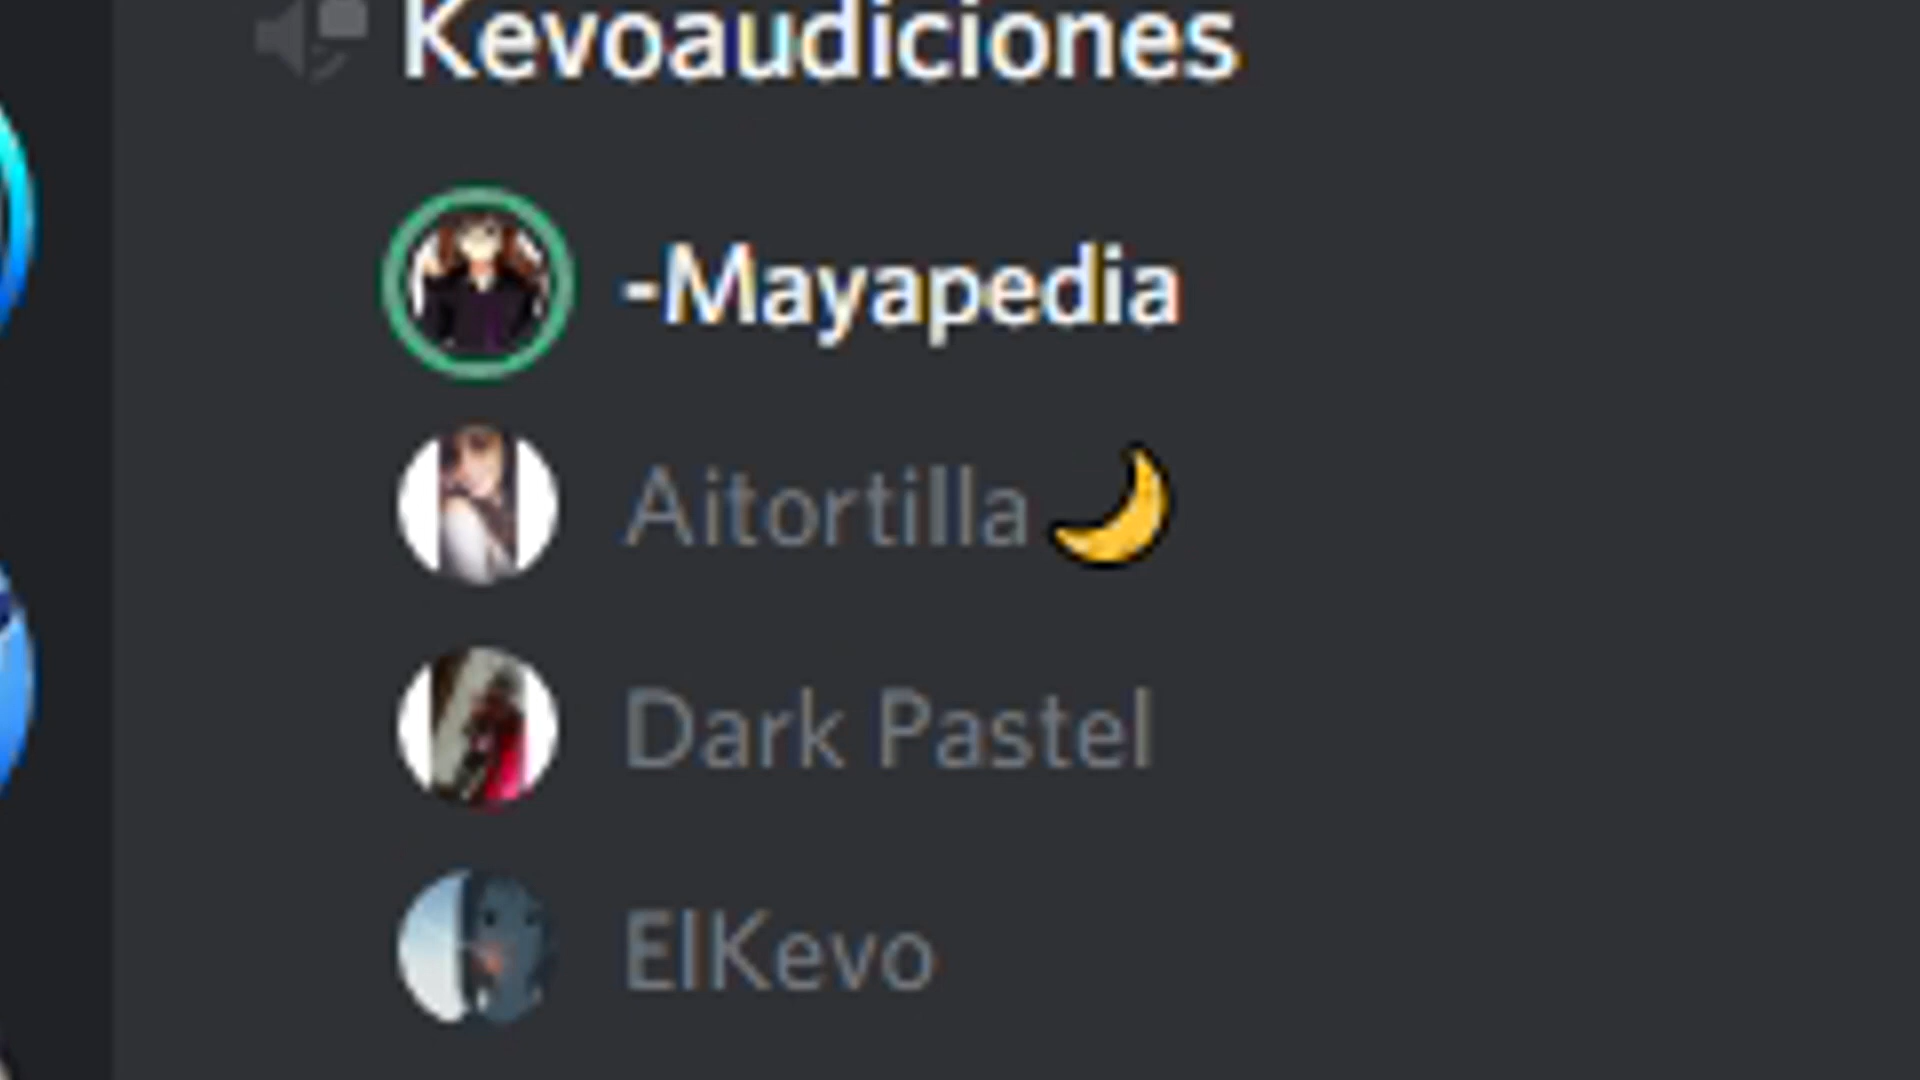 Kevoaudiciones
-Mayapedia
Aitortilla🌙
Dark Pastel
ElKevo